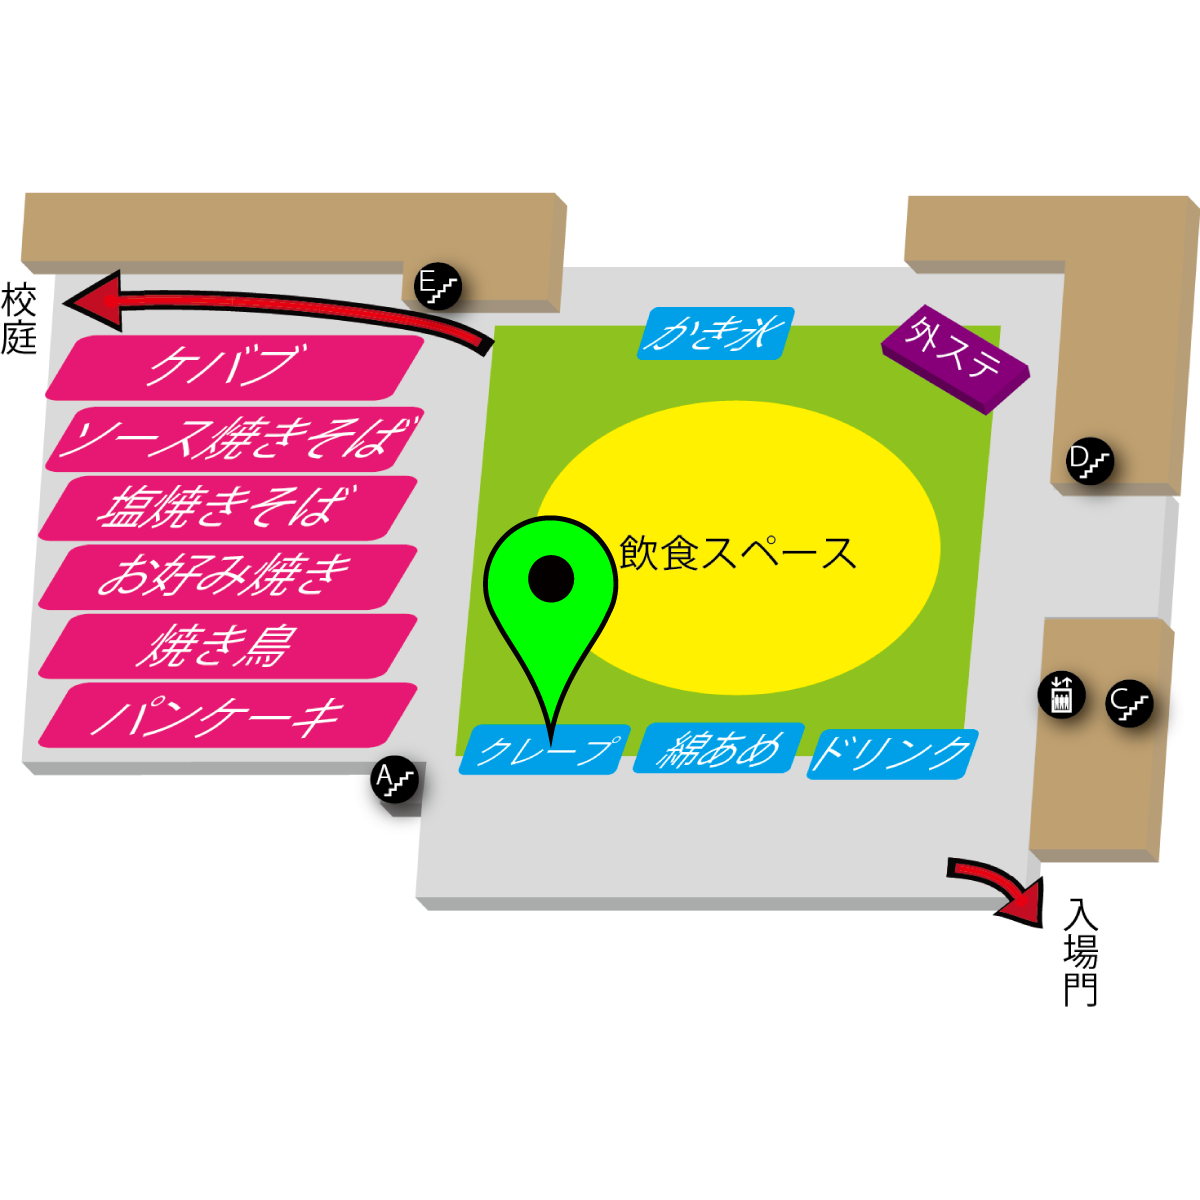 校庭
E
かき氷
外ステ
ケバブ
ソース焼きそば
塩焼きそば
お好み焼き
焼き鳥
パンケーキ
飲食スペース
D
C
A
クレープ
綿あめ
ドリンク
入場門